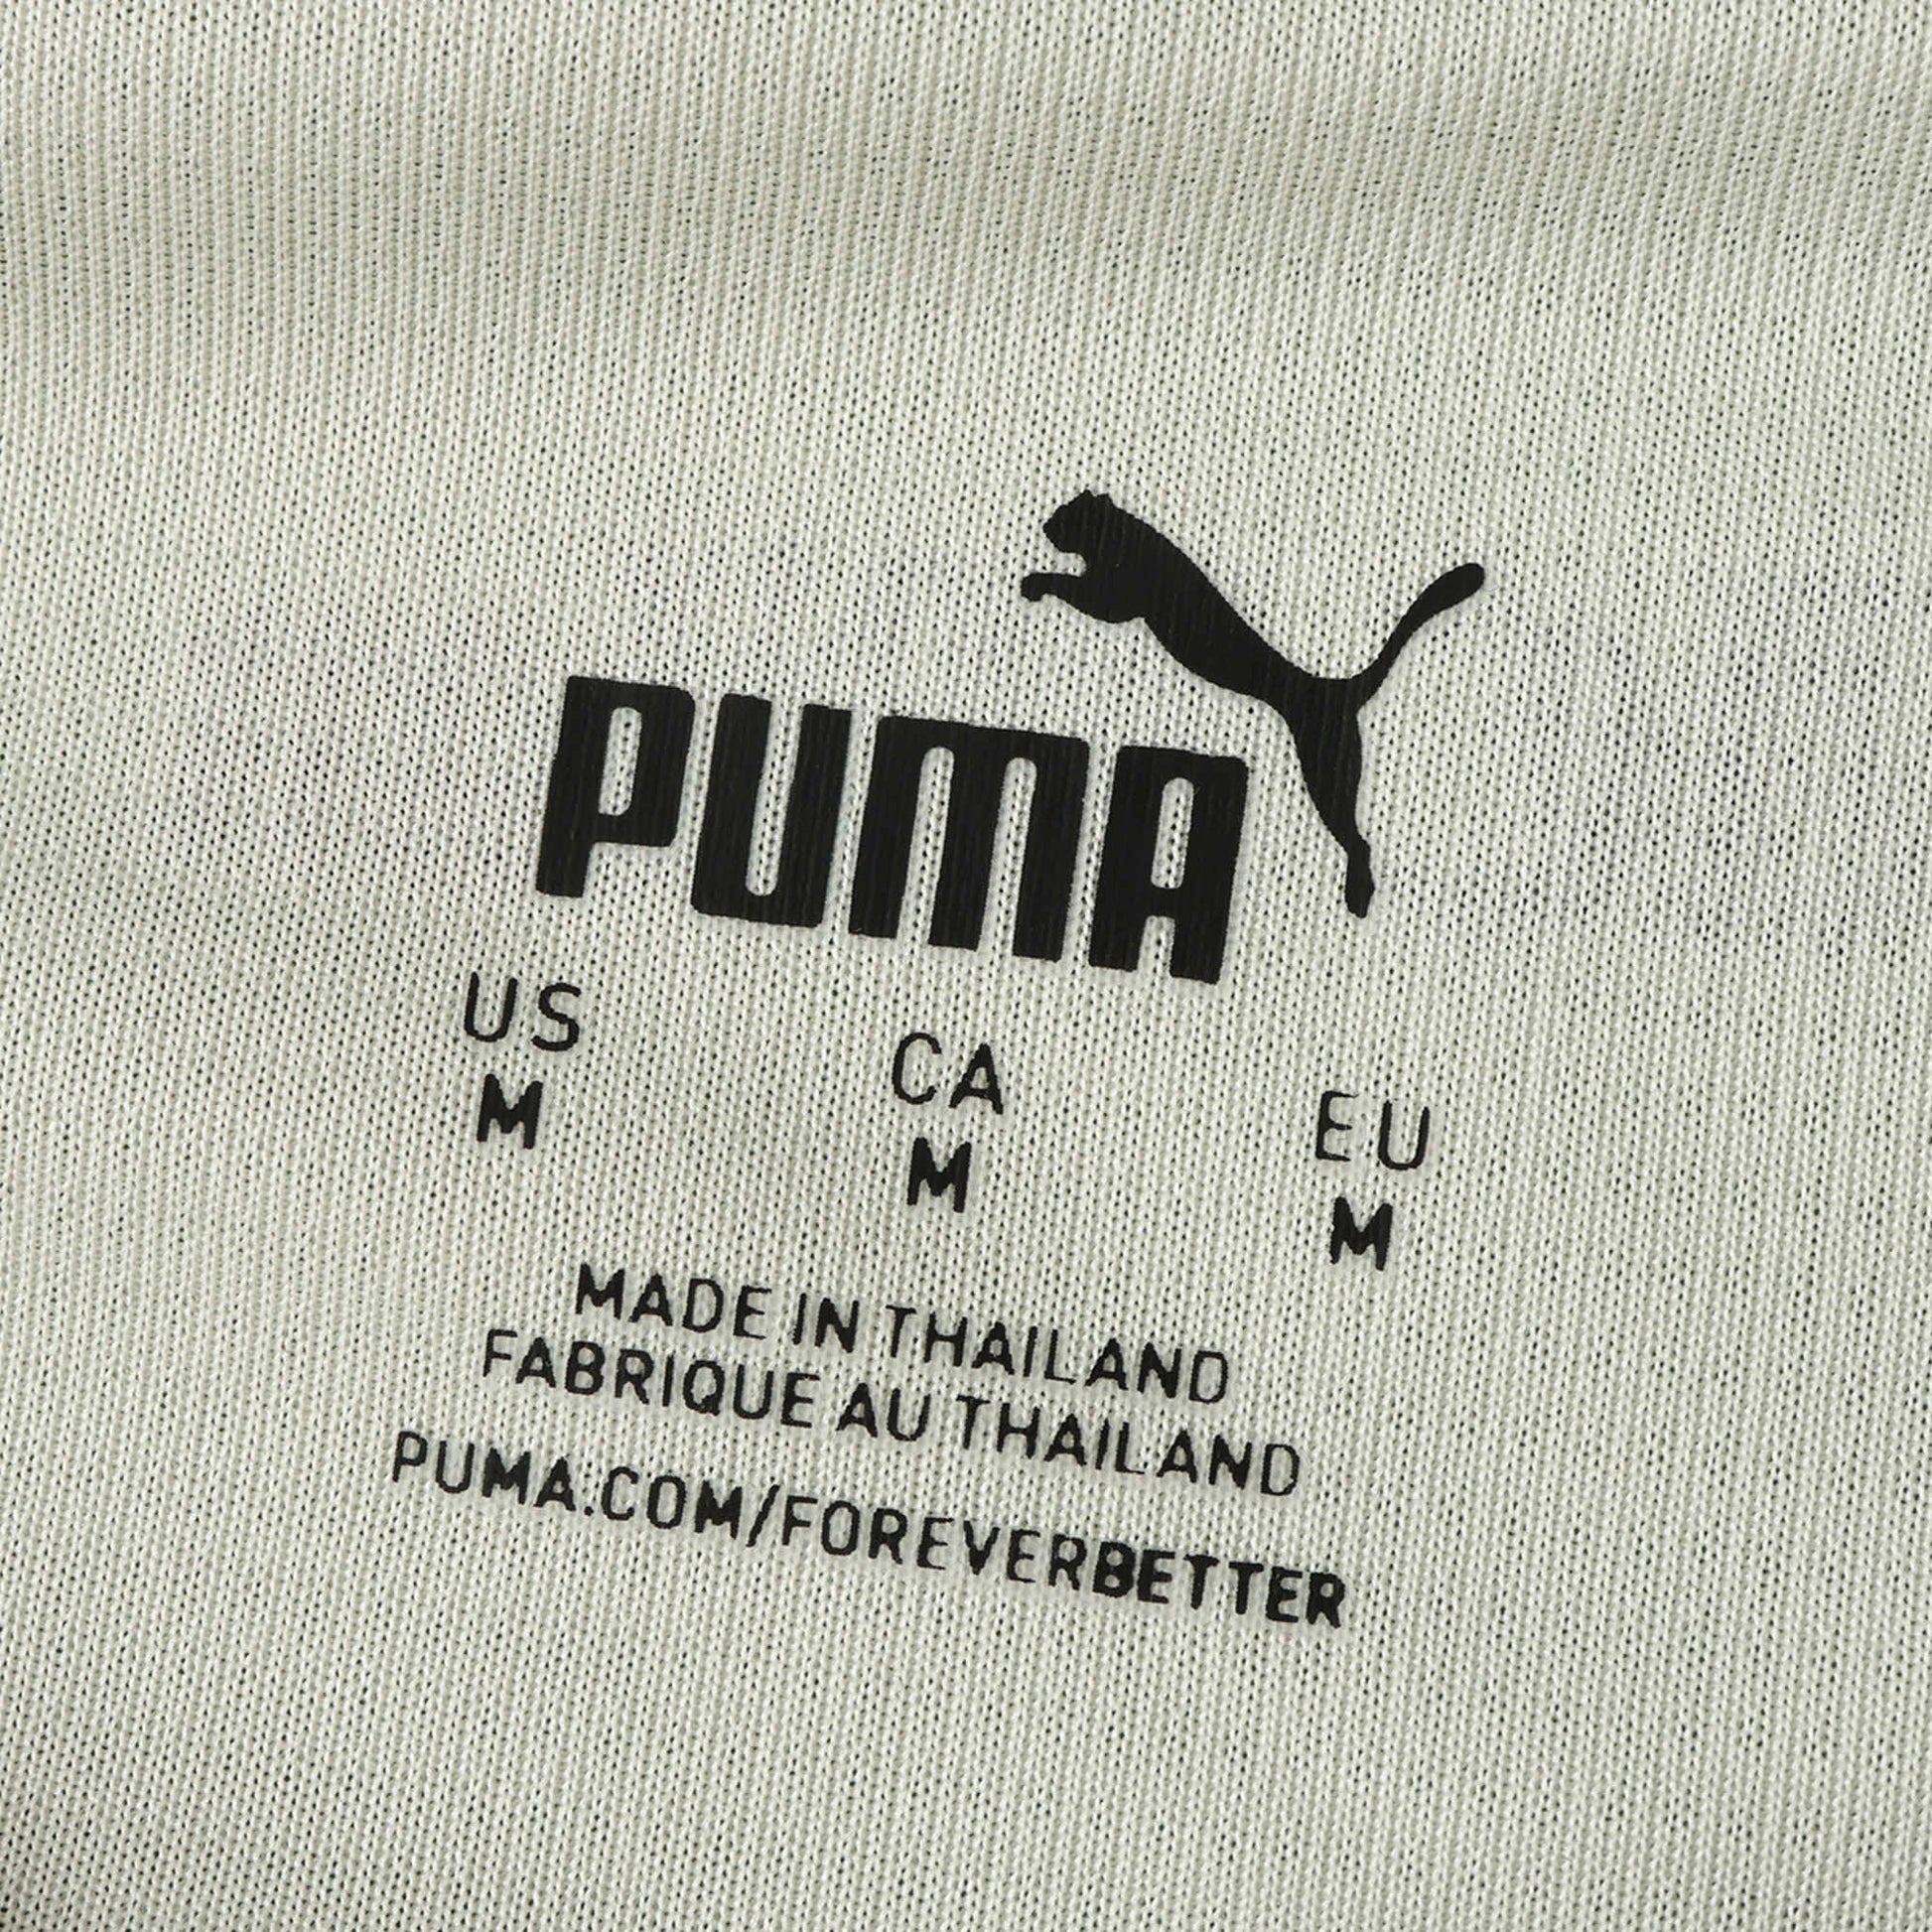 PUMA
US CA EU
M M M
MADE IN THAILAND
FABRIQUE AU THAILAND
PUMA.COM/FOREVERBETTER